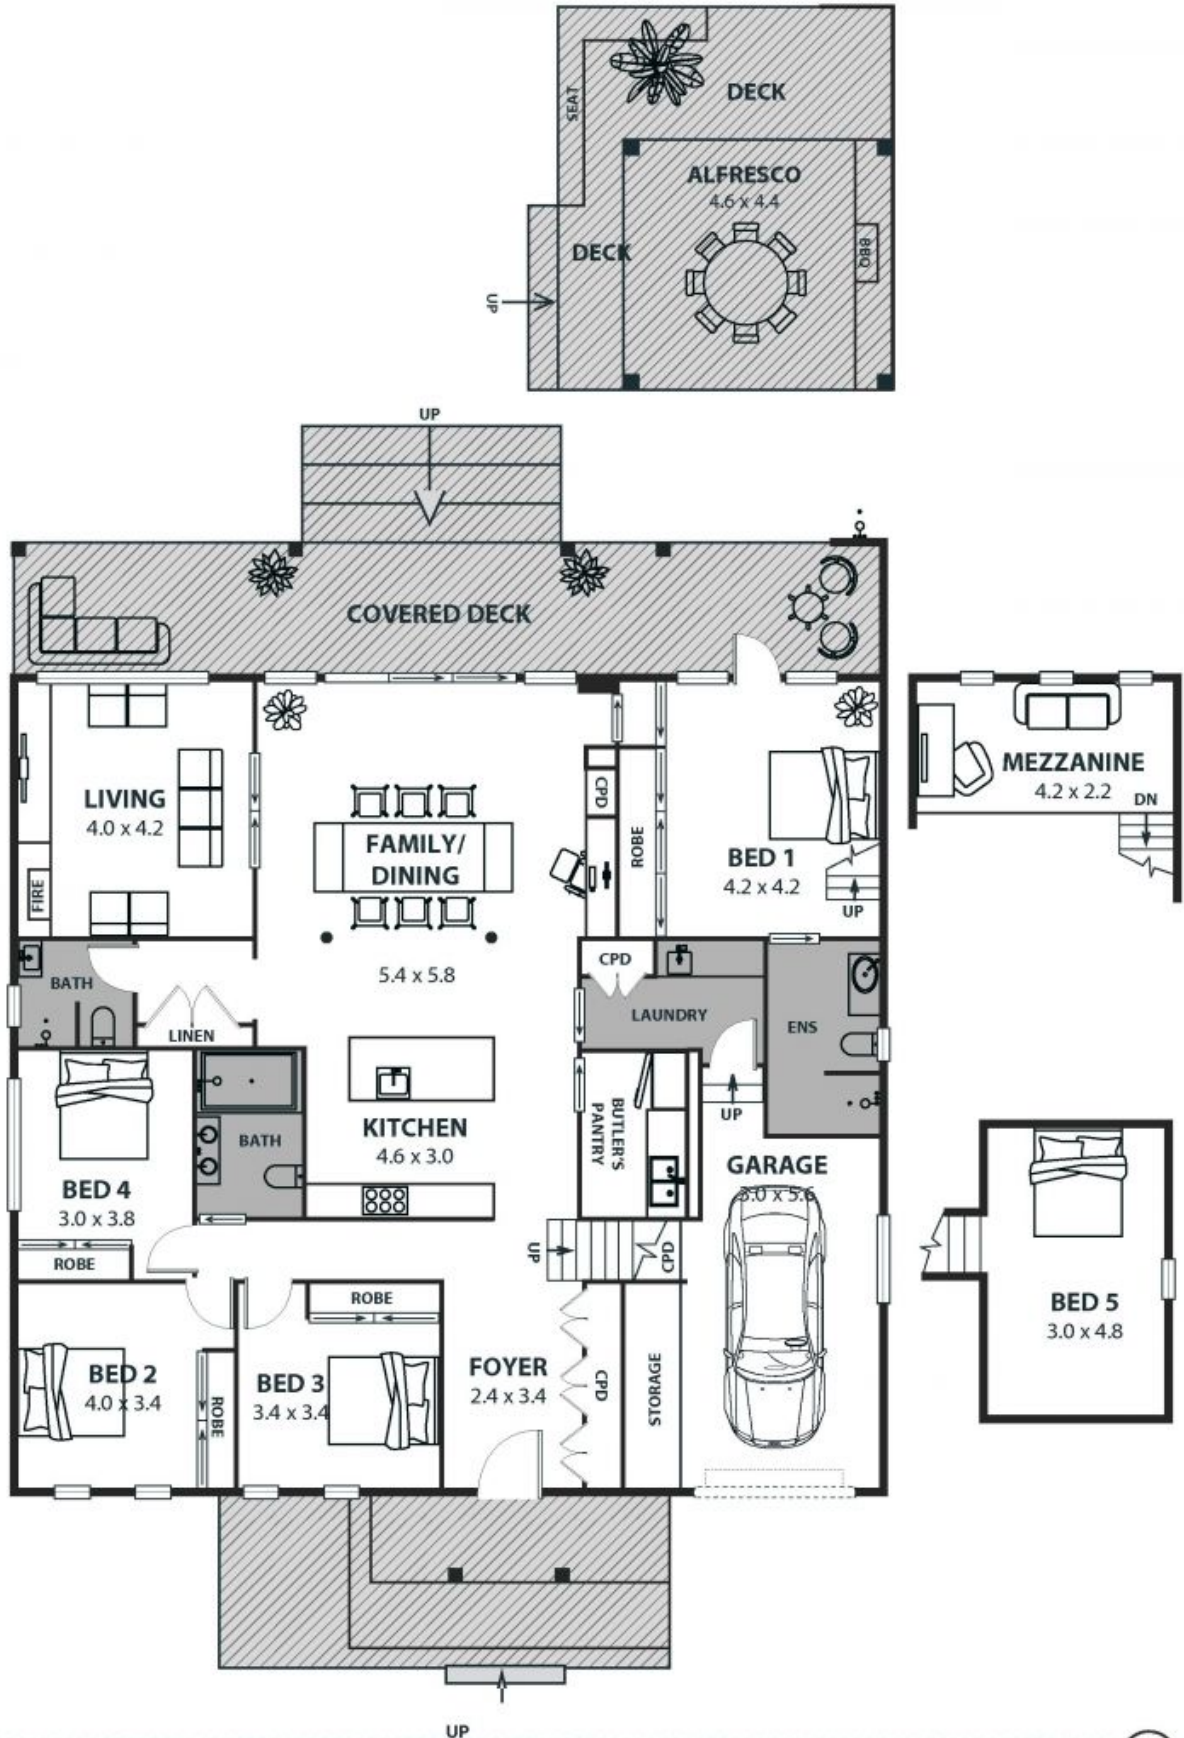 SEAT
DECK
ALFRESCO
4.6 x 4.4
DECK
BBQ
UP
UP
COVERED DECK
LIVING
4.0 x 4.2
FIRE
FAMILY/
DINING
5.4 x 5.8
CPD
ROBE
BED 1
4.2 x 4.2
UP
MEZZANINE
4.2 x 2.2
DN
BATH
LINEN
CPD
LAUNDRY
ENS
UP
BUTLER'S
PANTRY
KITCHEN
4.6 x 3.0
BATH
BED 4
3.0 x 3.8
ROBE
GARAGE
3.0 x 5.6
UP
CPD
BED 5
3.0 x 4.8
BED 2
4.0 x 3.4
ROBE
ROBE
BED 3
3.4 x 3.4
FOYER
2.4 x 3.4
CPD
STORAGE
UP